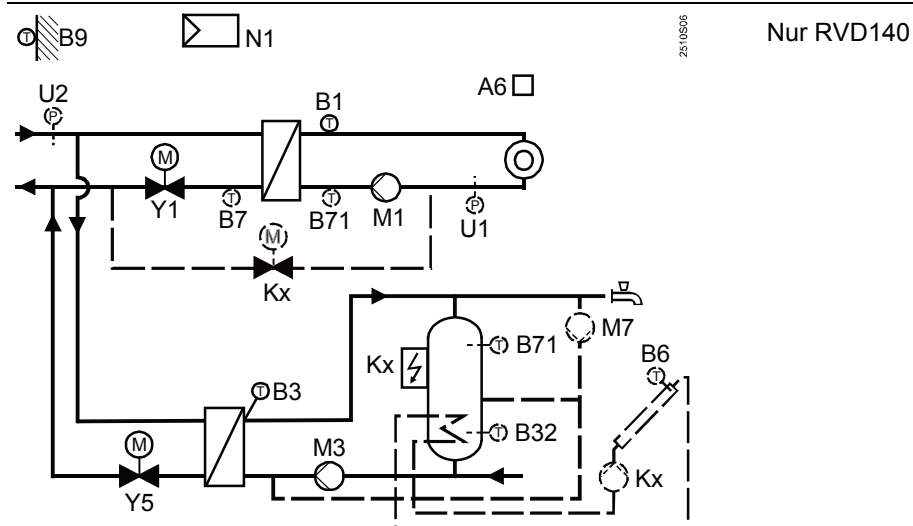 T B9
N1
2510S06
Nur RVD140
U2
P
B1
T
A6
M
Y1
T
B7
T
B71
M1
P
U1
M
Kx
M7
T B71
Kx
B6
T
T B3
T B32
M
M3
Kx
Y5